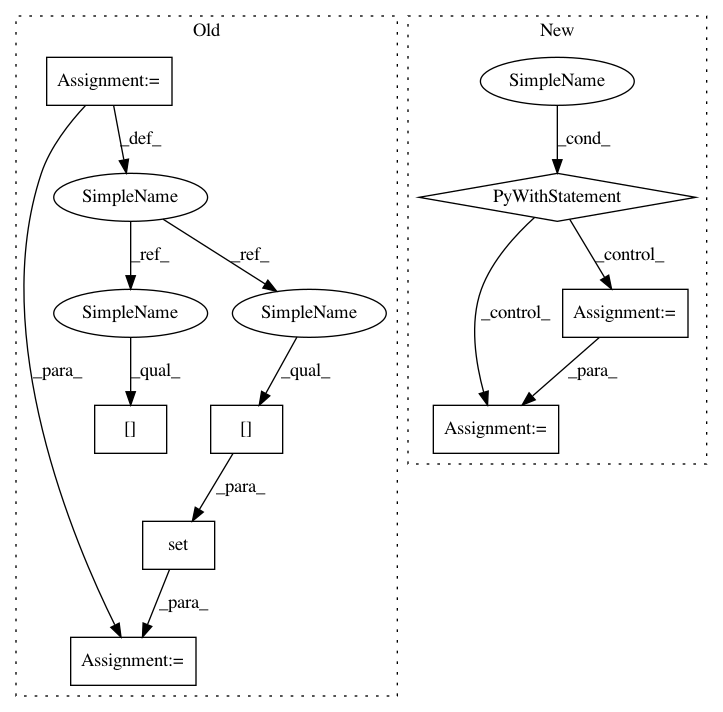 Old
New
Assignment:=
SimpleName
_def_
_cond_
SimpleName
PyWithStatement
_ref_
_ref_
_control_
SimpleName
SimpleName
_control_
Assignment:=
_para_
_qual_
_qual_
_para_
[]
[]
Assignment:=
_para_
set
_para_
Assignment:=